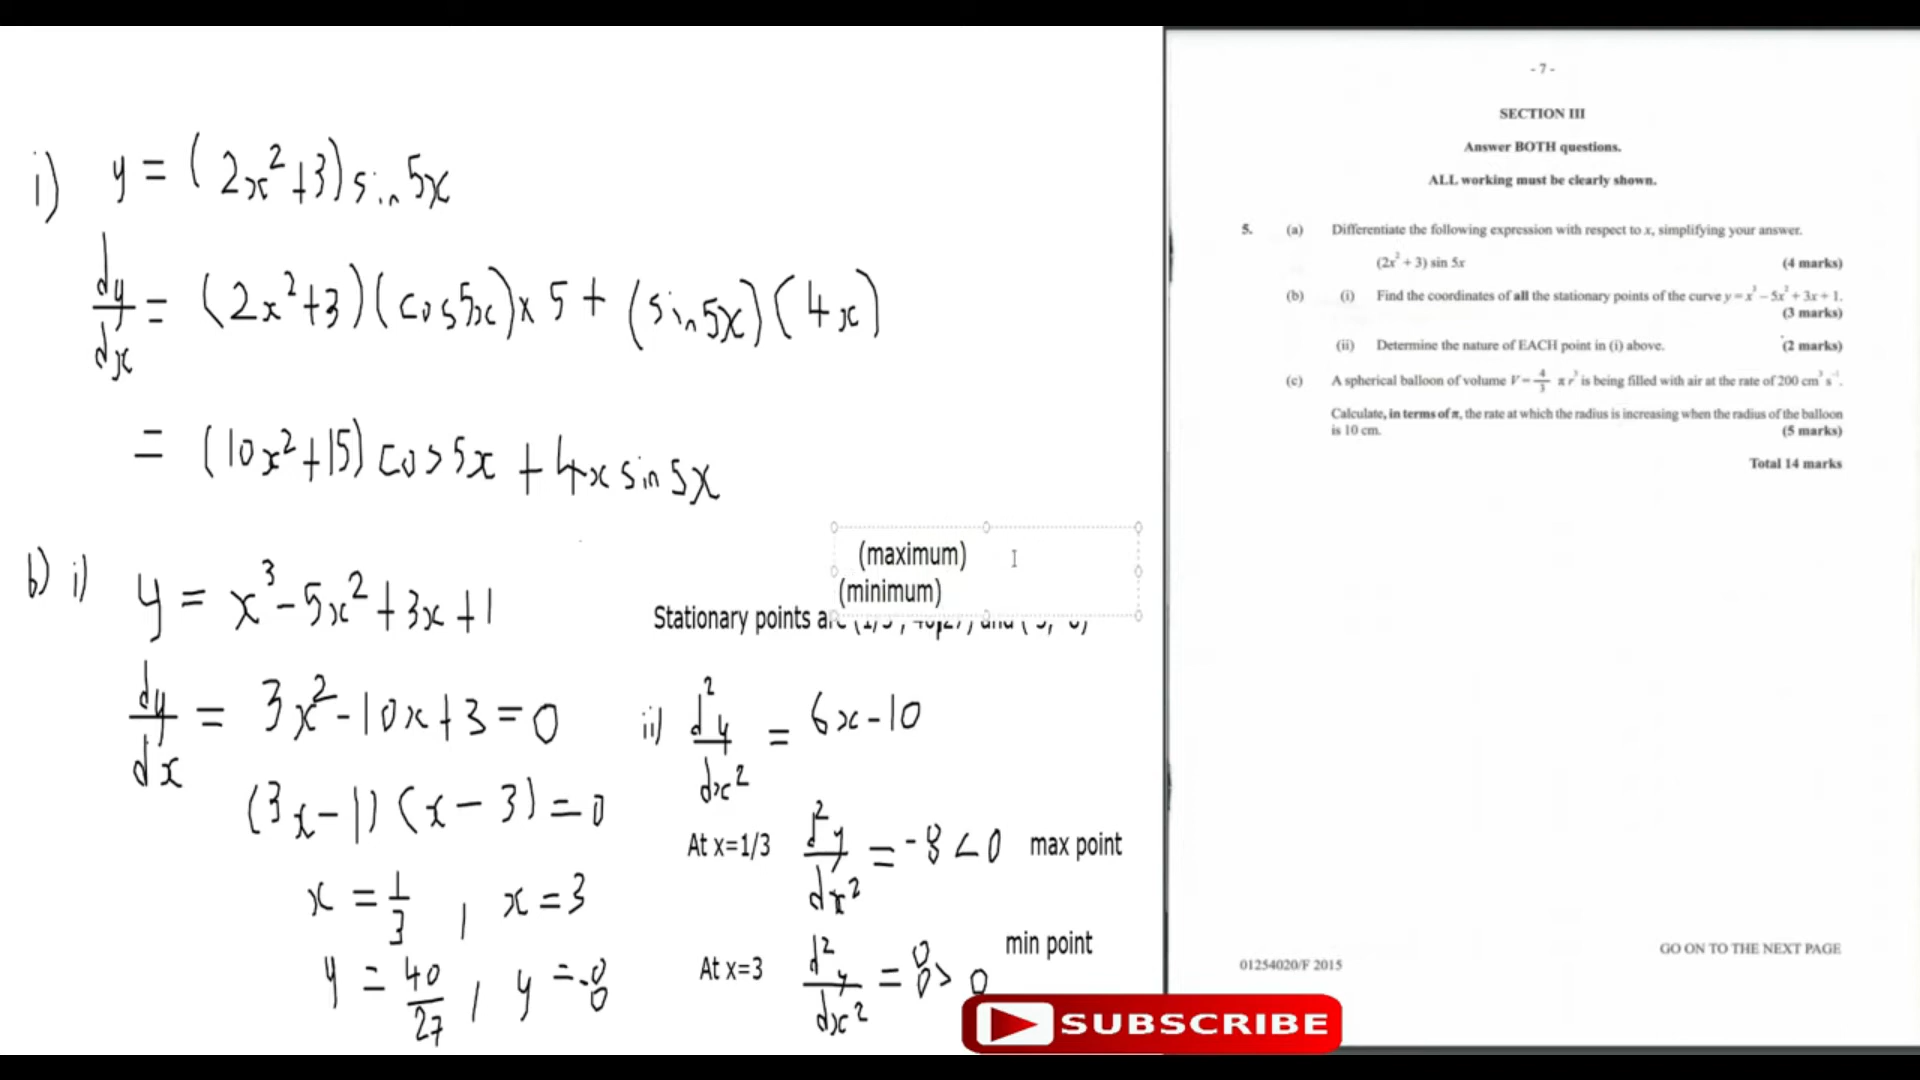 i) y = (2x²+3) sin 5x
dy/dx = (2x²+3)(cos5x)x 5 + (sin5x)(4x)
= (10x²+15) cos 5x + 4x sin 5x
b) i) y = x³-5x²+3x+1
dy/dx = 3x²-10x+3=0
(3x-1)(x-3)=0
x = 1/3 , x = 3
y = 40/27 , y = -8
(maximum)
(minimum)
Stationary points are
ii) d²y/dx² = 6x-10
At x=1/3 d²y/dx² = -8 < 0 max point
At x=3 d²y/dx² = 8 > 0 min point
SUBSCRIBE
- 7 -
SECTION III
Answer BOTH questions.
ALL working must be clearly shown.
5. (a) Differentiate the following expression with respect to x, simplifying your answer.
(2x² + 3) sin 5x (4 marks)
(b) (i) Find the coordinates of all the stationary points of the curve y = x³ – 5x² + 3x + 1.
(3 marks)
(ii) Determine the nature of EACH point in (i) above. (2 marks)
(c) A spherical balloon of volume V = 4/3 π r³ is being filled with air at the rate of 200 cm³ s⁻¹.
Calculate, in terms of π, the rate at which the radius is increasing when the radius of the balloon
is 10 cm. (5 marks)
Total 14 marks
GO ON TO THE NEXT PAGE
01254020/F 2015